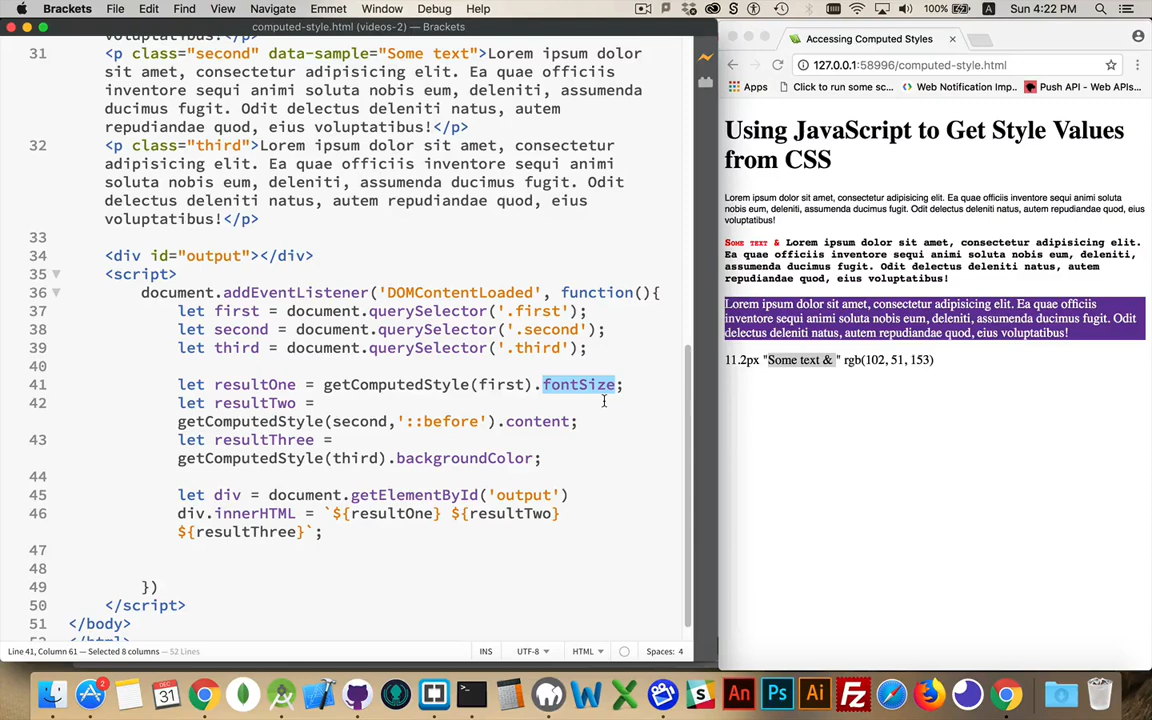 Brackets File Edit Find View Navigate Emmet Window Debug Help 100% A Sun 4:22 PM
computed-style.html (videos-2) — Brackets
voluptatibus!</p>
31 <p class="second" data-sample="Some text">Lorem ipsum dolor
sit amet, consectetur adipisicing elit. Ea quae officiis
inventore sequi animi soluta nobis eum, deleniti, assumenda
ducimus fugit. Odit delectus deleniti natus, autem
repudiandae quod, eius voluptatibus!</p>
32 <p class="third">Lorem ipsum dolor sit amet, consectetur
adipisicing elit. Ea quae officiis inventore sequi animi
soluta nobis eum, deleniti, assumenda ducimus fugit. Odit
delectus deleniti natus, autem repudiandae quod, eius
voluptatibus!</p>
33
34 <div id="output"></div>
35 <script>
36 document.addEventListener('DOMContentLoaded', function(){
37 let first = document.querySelector('.first');
38 let second = document.querySelector('.second');
39 let third = document.querySelector('.third');
40
41 let resultOne = getComputedStyle(first).fontSize;
42 let resultTwo =
getComputedStyle(second,'::before').content;
43 let resultThree =
getComputedStyle(third).backgroundColor;
44
45 let div = document.getElementById('output')
46 div.innerHTML = `${resultOne} ${resultTwo}
${resultThree}`;
47
48
49 })
50 </script>
51 </body>
52 </html>
Line 41, Column 61 — Selected 8 columns — 52 Lines INS UTF-8 HTML Spaces: 4
Accessing Computed Styles
127.0.0.1:58996/computed-style.html
Apps Click to run some sc... Web Notification Imp... Push API - Web APIs...
Using JavaScript to Get Style Values
from CSS
Lorem ipsum dolor sit amet, consectetur adipisicing elit. Ea quae officiis inventore sequi animi soluta
nobis eum, deleniti, assumenda ducimus fugit. Odit delectus deleniti natus, autem repudiandae quod, eius
voluptatibus!
Some text & Lorem ipsum dolor sit amet, consectetur adipisicing elit.
Ea quae officiis inventore sequi animi soluta nobis eum, deleniti,
assumenda ducimus fugit. Odit delectus deleniti natus, autem
repudiandae quod, eius voluptatibus!
Lorem ipsum dolor sit amet, consectetur adipisicing elit. Ea quae officiis
inventore sequi animi soluta nobis eum, deleniti, assumenda ducimus fugit. Odit
delectus deleniti natus, autem repudiandae quod, eius voluptatibus!
11.2px "Some text & " rgb(102, 51, 153)
2
DEC
31
W
An
Ps
Ai
Fz